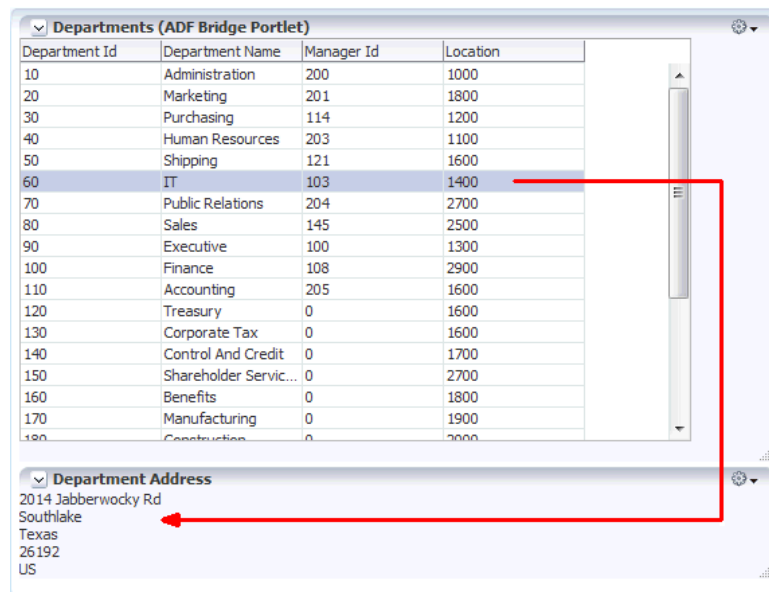 Departments (ADF Bridge Portlet)
Department Id Department Name Manager Id Location
10 Administration 200 1000
20 Marketing 201 1800
30 Purchasing 114 1200
40 Human Resources 203 1100
50 Shipping 121 1600
60 IT 103 1400
70 Public Relations 204 2700
80 Sales 145 2500
90 Executive 100 1300
100 Finance 108 2900
110 Accounting 205 1600
120 Treasury 0 1600
130 Corporate Tax 0 1600
140 Control And Credit 0 1700
150 Shareholder Servic... 0 2700
160 Benefits 0 1800
170 Manufacturing 0 1900
180 Construction 0 2000
Department Address
2014 Jabberwocky Rd
Southlake
Texas
26192
US